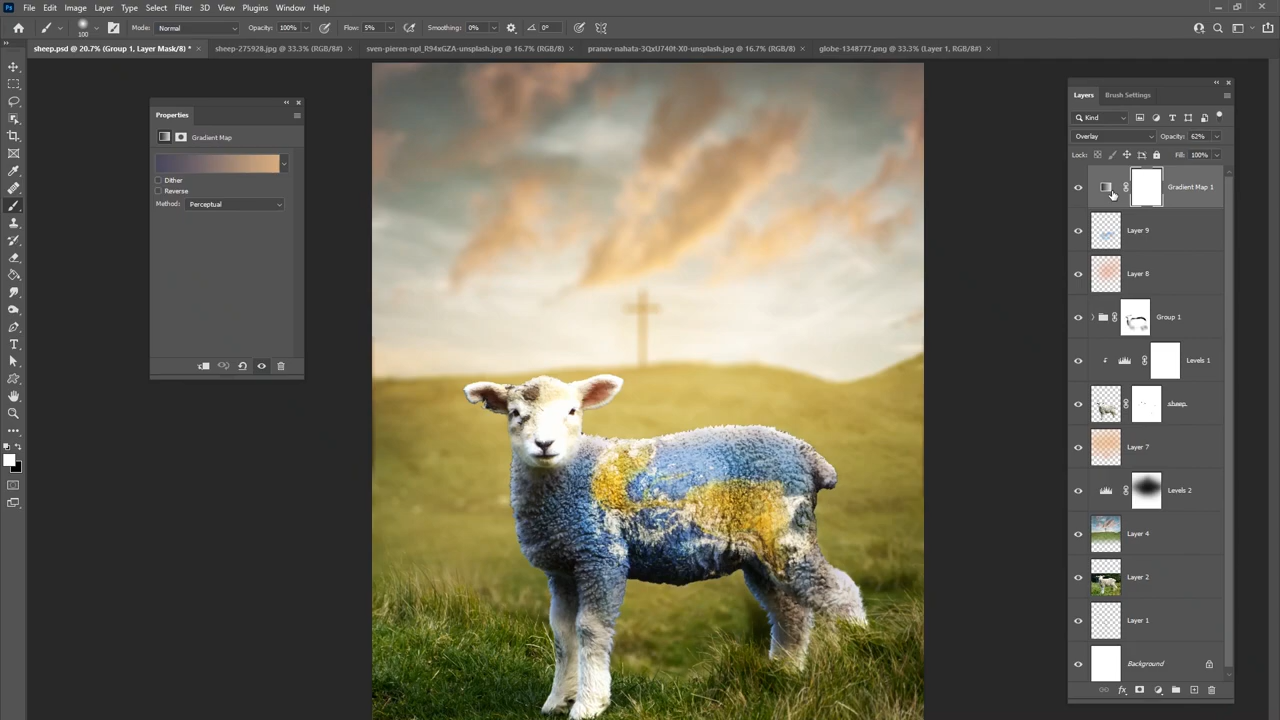 Ps File Edit Image Layer Type Select Filter 3D View Plugins Window Help
100 Mode: Normal Opacity: 100% Flow: 5% Smoothing: 0% 0°
sheep.psd @ 20.7% (Group 1, Layer Mask/8) * × sheep-275928.jpg @ 33.3% (RGB/8#) × sven-pieren-npl_R94xGZA-unsplash.jpg @ 16.7% (RGB/8) × pranav-nahata-3QxU740t-X0-unsplash.jpg @ 16.7% (RGB/8) × globe-1348777.png @ 33.3% (Layer 1, RGB/8#) ×
Properties
Gradient Map
Dither
Reverse
Method: Perceptual
Layers Brush Settings
Kind
Overlay Opacity: 62%
Lock: Fill: 100%
Gradient Map 1
Layer 9
Layer 8
Group 1
Levels 1
sheep
Layer 7
Levels 2
Layer 4
Layer 2
Layer 1
Background
fx